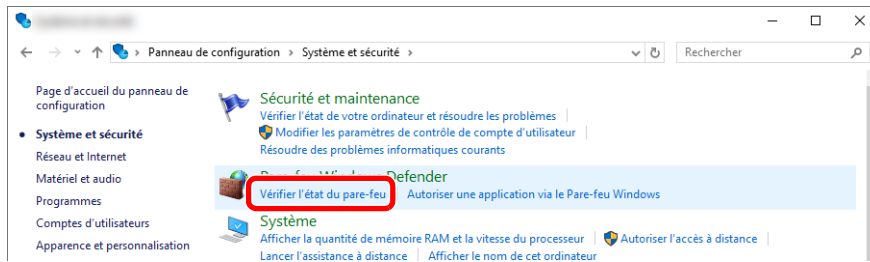 Panneau de configuration > Système et sécurité >
Rechercher
Page d'accueil du panneau de
configuration
Système et sécurité
Réseau et Internet
Matériel et audio
Programmes
Comptes d'utilisateurs
Apparence et personnalisation
Sécurité et maintenance
Vérifier l'état de votre ordinateur et résoudre les problèmes
Modifier les paramètres de contrôle de compte d'utilisateur
Résoudre des problèmes informatiques courants
Pare-feu Windows Defender
Vérifier l'état du pare-feu Autoriser une application via le Pare-feu Windows
Système
Afficher la quantité de mémoire RAM et la vitesse du processeur Autoriser l'accès à distance
Lancer l'assistance à distance Afficher le nom de cet ordinateur